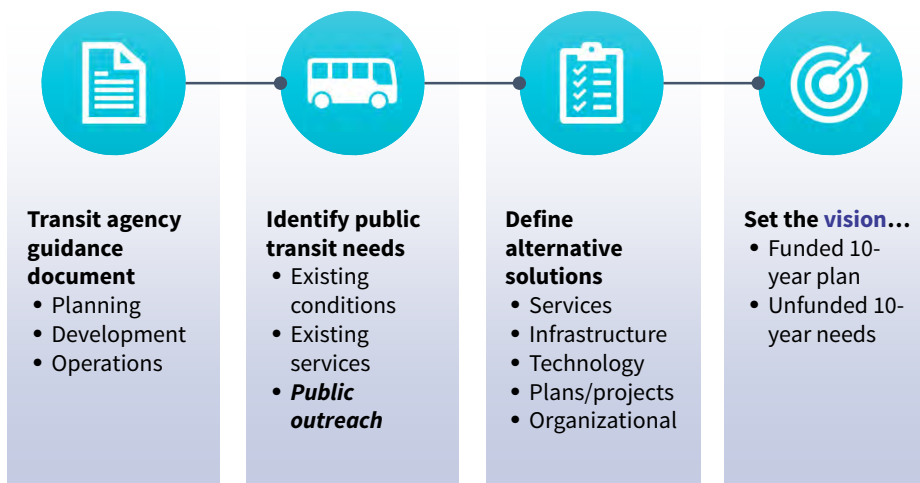 Transit agency
guidance
document
• Planning
• Development
• Operations
Identify public
transit needs
• Existing
conditions
• Existing
services
• Public
outreach
Define
alternative
solutions
• Services
• Infrastructure
• Technology
• Plans/projects
• Organizational
Set the vision…
• Funded 10-
year plan
• Unfunded 10-
year needs